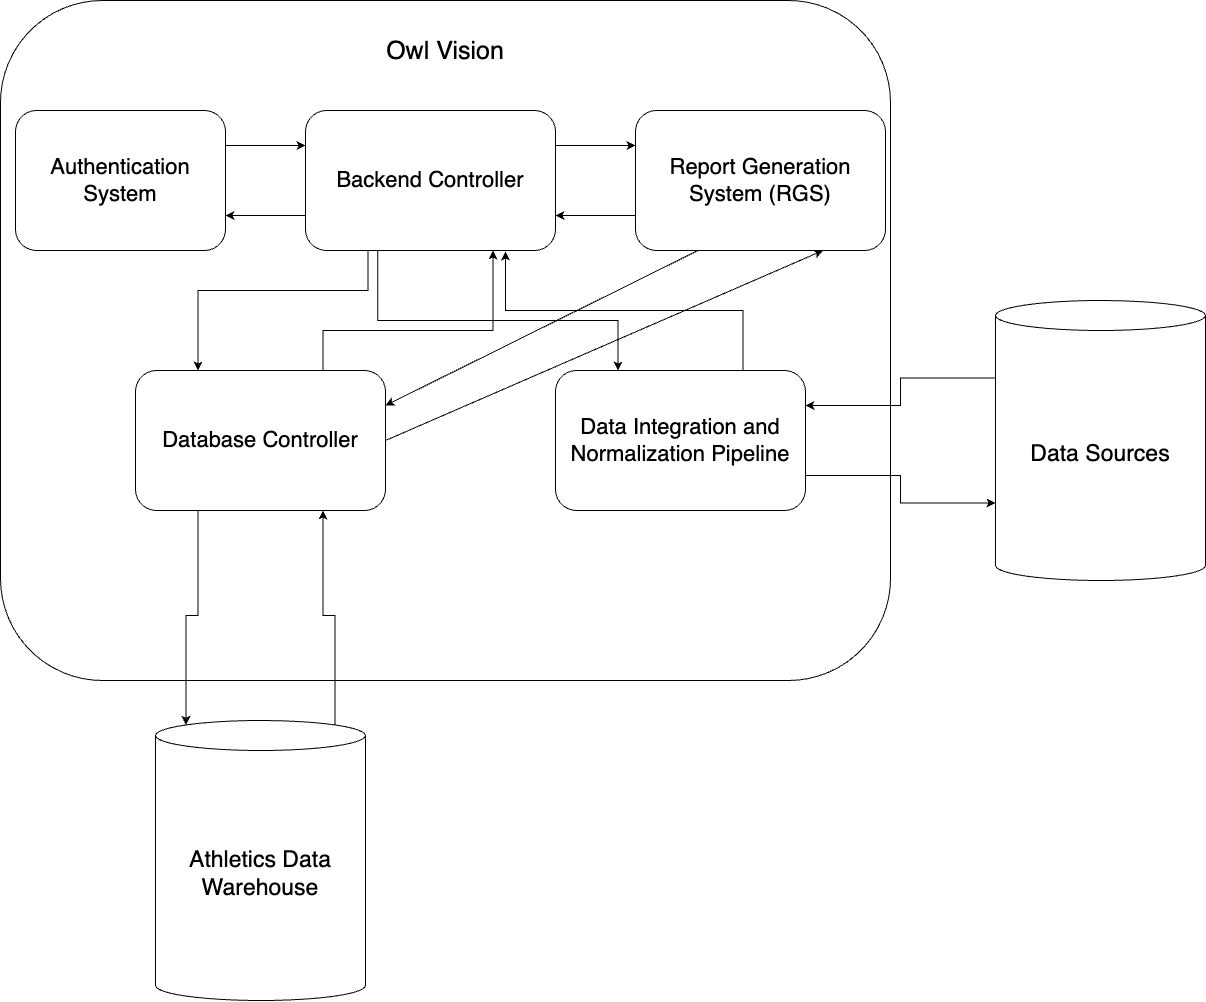 Owl Vision
Authentication
System
Backend Controller
Report Generation
System (RGS)
Database Controller
Data Integration and
Normalization Pipeline
Data Sources
Athletics Data
Warehouse